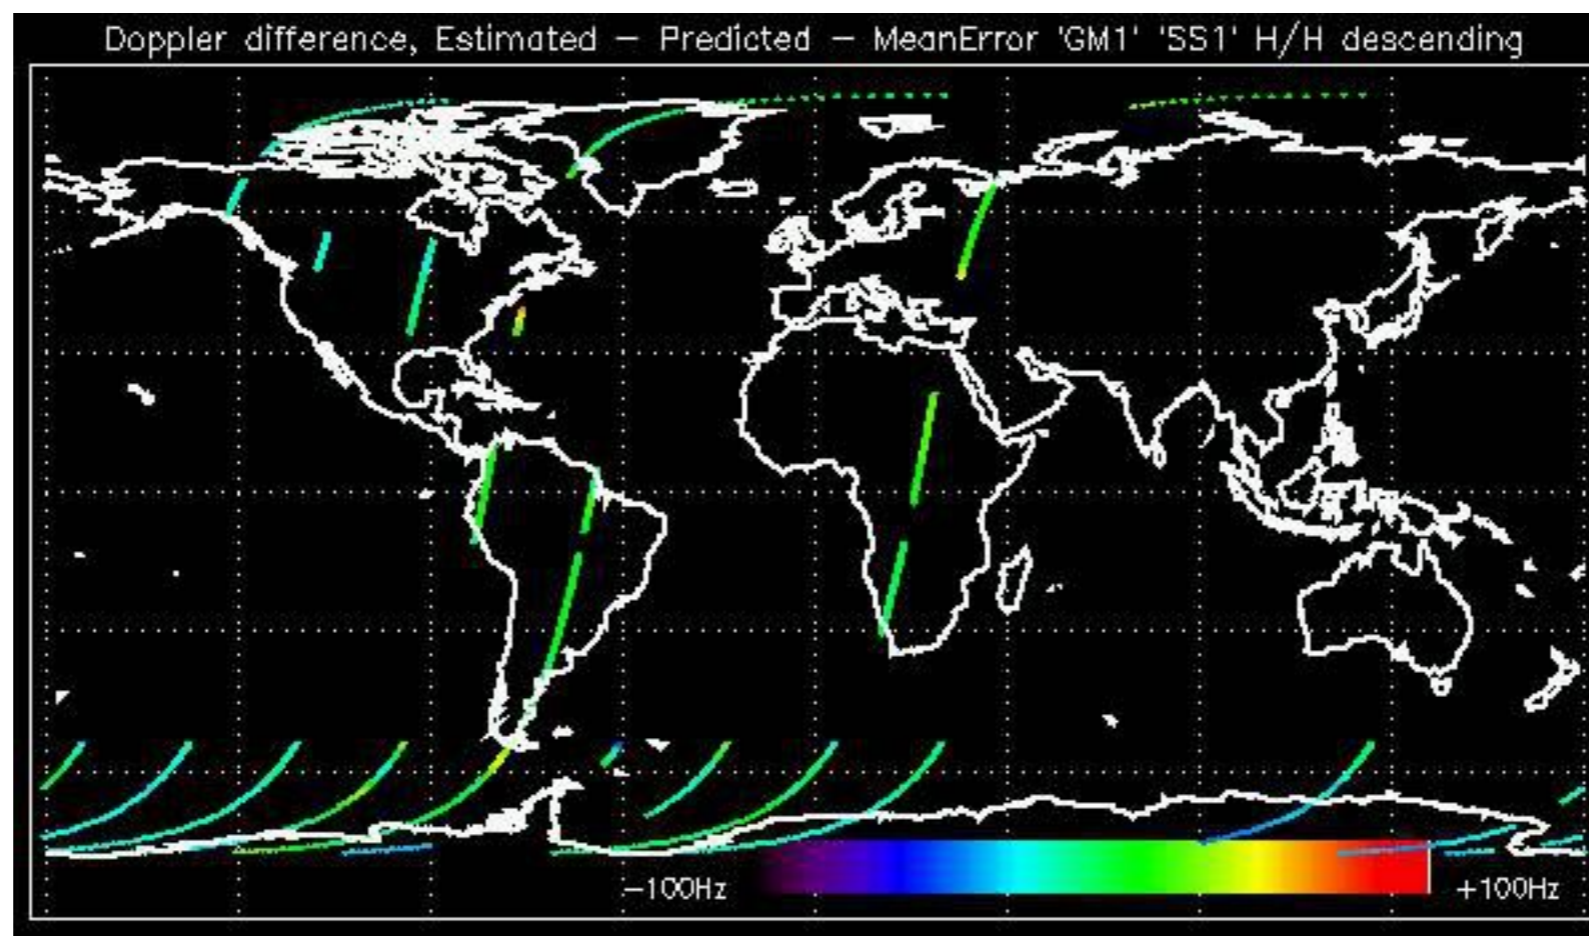 Doppler difference, Estimated – Predicted – MeanError 'GM1' 'SS1' H/H descending
−100Hz +100Hz